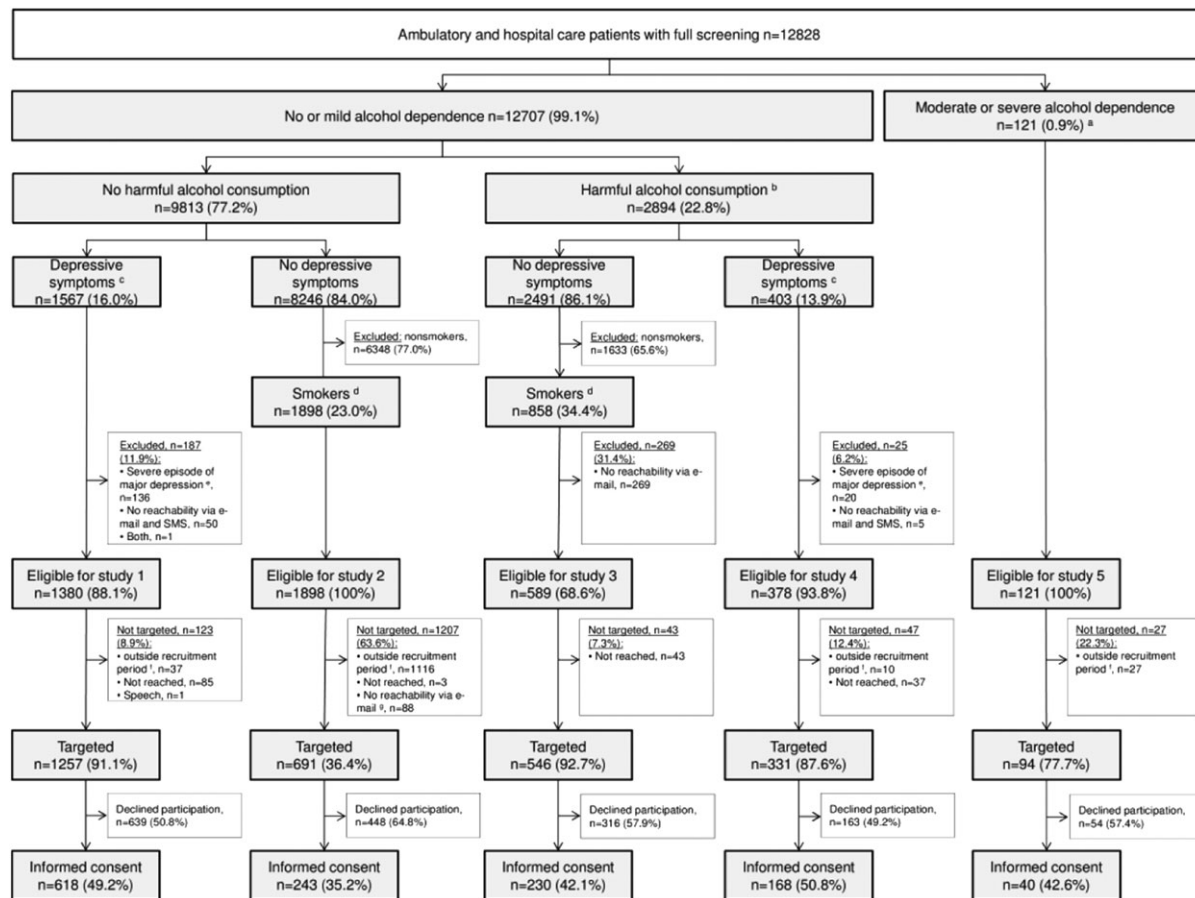 Ambulatory and hospital care patients with full screening n=12828
No or mild alcohol dependence n=12707 (99.1%)
Moderate or severe alcohol dependence
n=121 (0.9%) ᵃ
No harmful alcohol consumption
n=9813 (77.2%)
Harmful alcohol consumption ᵇ
n=2894 (22.8%)
Depressive
symptoms ᶜ
n=1567 (16.0%)
No depressive
symptoms
n=8246 (84.0%)
No depressive
symptoms
n=2491 (86.1%)
Depressive
symptoms ᶜ
n=403 (13.9%)
Excluded: nonsmokers,
n=6348 (77.0%)
Excluded: nonsmokers,
n=1633 (65.6%)
Smokers ᵈ
n=1898 (23.0%)
Smokers ᵈ
n=858 (34.4%)
Excluded, n=187
(11.9%):
• Severe episode of
major depression ᵉ,
n=136
• No reachability via e-
mail and SMS, n=50
• Both, n=1
Excluded, n=269
(31.4%):
• No reachability via e-
mail, n=269
Excluded, n=25
(6.2%):
• Severe episode of
major depression ᵉ,
n=20
• No reachability via e-
mail and SMS, n=5
Eligible for study 1
n=1380 (88.1%)
Eligible for study 2
n=1898 (100%)
Eligible for study 3
n=589 (68.6%)
Eligible for study 4
n=378 (93.8%)
Eligible for study 5
n=121 (100%)
Not targeted, n=123
(8.9%):
• outside recruitment
period ᶠ, n=37
• Not reached, n=85
• Speech, n=1
Not targeted, n=1207
(63.6%):
• outside recruitment
period ᶠ, n=1116
• Not reached, n=3
• No reachability via e-
mail ᵍ, n=88
Not targeted, n=43
(7.3%):
• Not reached, n=43
Not targeted, n=47
(12.4%):
• outside recruitment
period ᶠ, n=10
• Not reached, n=37
Not targeted, n=27
(22.3%):
• outside recruitment
period ᶠ, n=27
Targeted
n=1257 (91.1%)
Targeted
n=691 (36.4%)
Targeted
n=546 (92.7%)
Targeted
n=331 (87.6%)
Targeted
n=94 (77.7%)
Declined participation,
n=639 (50.8%)
Declined participation,
n=448 (64.8%)
Declined participation,
n=316 (57.9%)
Declined participation,
n=163 (49.2%)
Declined participation,
n=54 (57.4%)
Informed consent
n=618 (49.2%)
Informed consent
n=243 (35.2%)
Informed consent
n=230 (42.1%)
Informed consent
n=168 (50.8%)
Informed consent
n=40 (42.6%)